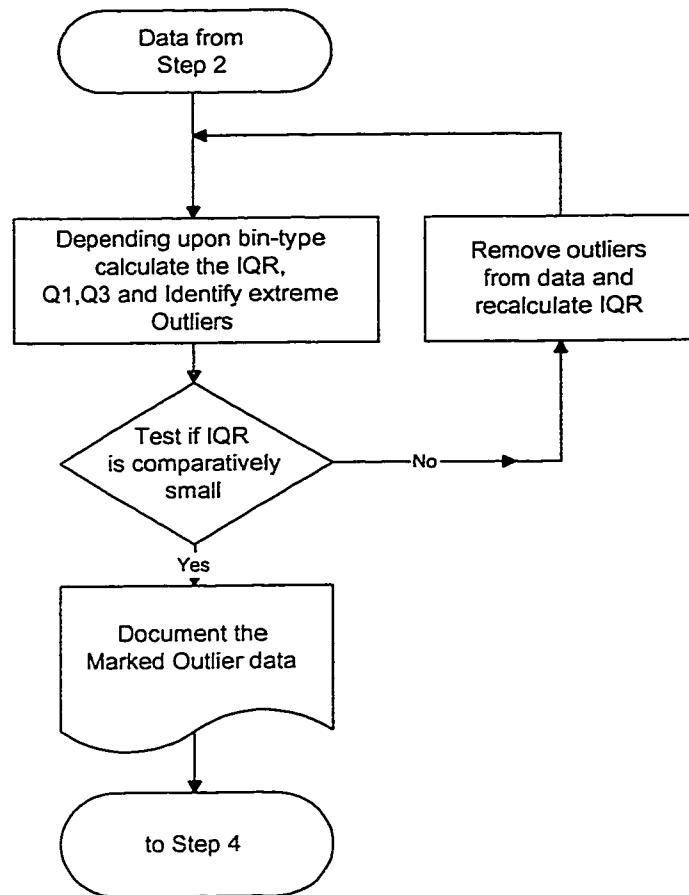 Data from
Step 2
Depending upon bin-type
calculate the IQR,
Q1,Q3 and Identify extreme
Outliers
Remove outliers
from data and
recalculate IQR
Test if IQR
is comparatively
small
No
Yes
Document the
Marked Outlier data
to Step 4